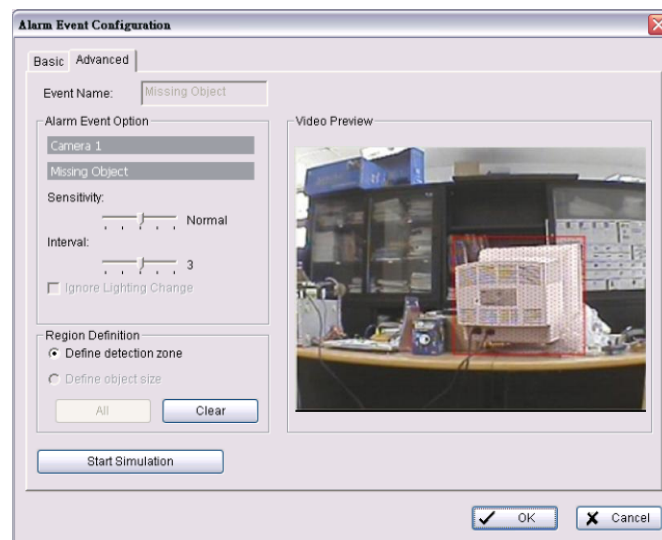 Alarm Event Configuration
Basic
Advanced
Event Name:
Missing Object
Alarm Event Option
Camera 1
Missing Object
Sensitivity:
Normal
Interval:
3
Ignore Lighting Change
Region Definition
Define detection zone
Define object size
All
Clear
Start Simulation
Video Preview
OK
Cancel